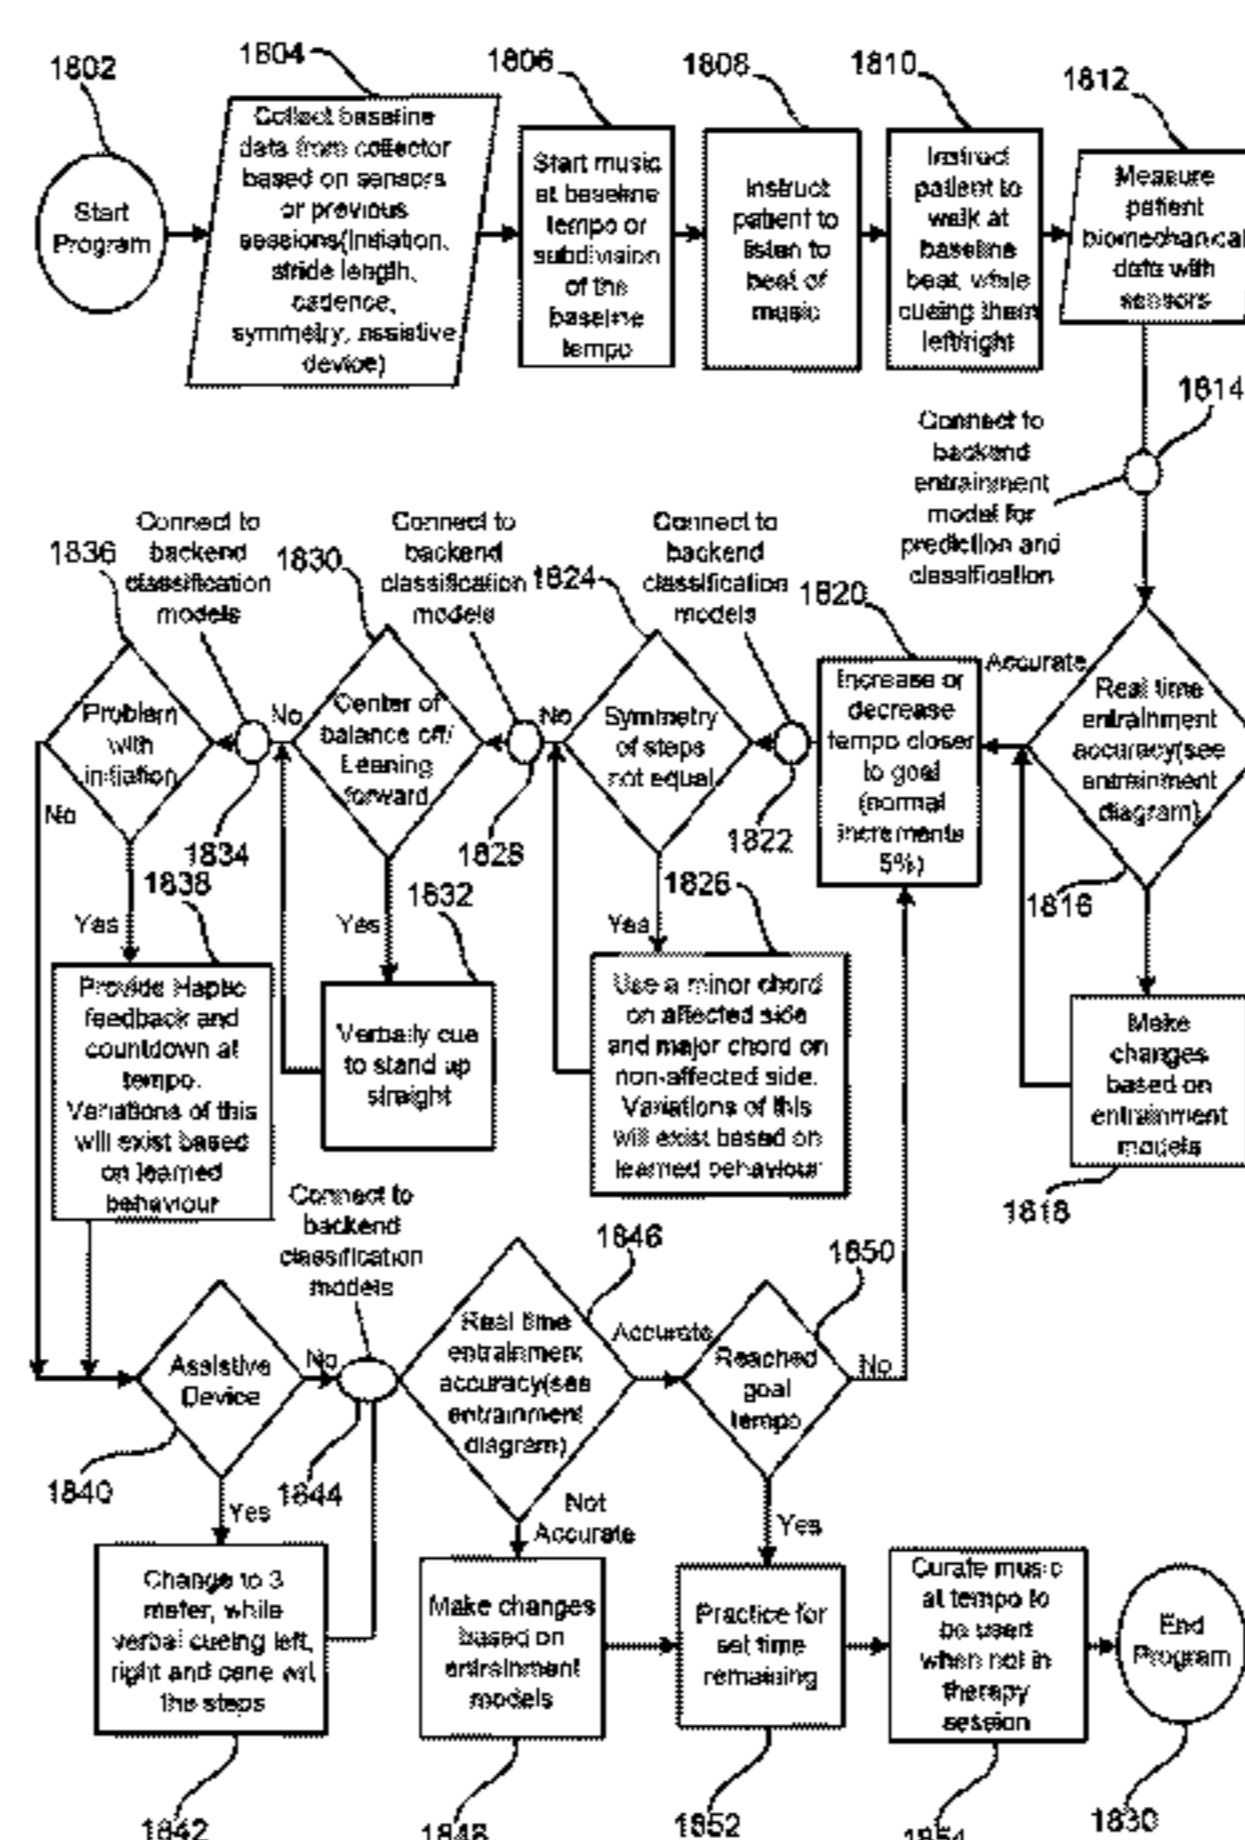 1802
1804
1806
1808
1810
1812
Start
Program
Collect baseline
data from collector
based on sensors
or previous
sessions(Initiation,
stride length,
cadence,
symmetry, assistive
device)
Start music
at baseline
tempo or
subdivision
of the
baseline
tempo
Instruct
patient to
listen to
beat of
music
Instruct
patient to
walk at
baseline
beat, while
cueing them
left/right
Measure
patient
biomechanical
data with
sensors
1814
Connect to
backend
entrainment
model for
prediction and
classification
1836
Connect to
backend
classification
models
1830
Connect to
backend
classification
models
1824
Connect to
backend
classification
models
1820
Problem
with
initiation
No
Center of
balance off/
Leaning
forward
No
Symmetry
of steps
not equal
Increase or
decrease
tempo closer
to goal
(normal
increments
5%)
Accurate
Real time
entrainment
accuracy(see
entrainment
diagram)
No
1834
1828
1822
1816
1838
1832
1826
Yes
Yes
Yes
Provide Haptic
feedback and
countdown at
tempo.
Variations of this
will exist based
on learned
behaviour
Verbally cue
to stand up
straight
Use a minor chord
on affected side
and major chord on
non-affected side.
Variations of this
will exist based on
learned behaviour
Make
changes
based on
entrainment
models
1818
Connect to
backend
classification
models
1846
1850
Assistive
Device
No
Real time
entrainment
accuracy(see
entrainment
diagram)
Accurate
Reached
goal
tempo
No
1840
1844
Yes
Not
Accurate
Yes
Change to 3
meter, while
verbal cueing left,
right and cane w/
the steps
Make changes
based on
entrainment
models
Practice for
set time
remaining
Curate music
at tempo to
be used
when not in
therapy
session
End
Program
1842
1848
1852
1854
1830